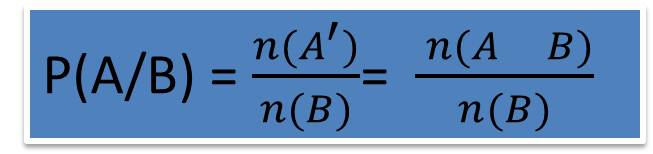 P(A/B) = n(A′)/n(B) = n(A B)/n(B)